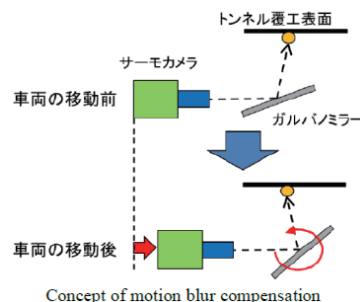 トンネル覆工表面
サーモカメラ
車両の移動前
ガルバノミラー
車両の移動後
Concept of motion blur compensation